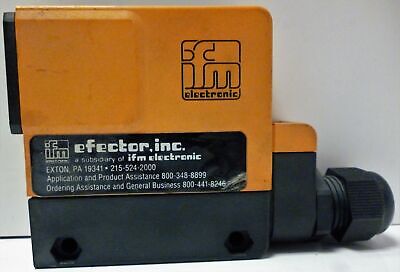 ifm
electronic
ifm
electronic
efector, inc.
a subsidiary of ifm electronic
EXTON, PA 19341 • 215-524-2000
Application and Product Assistance 800-348-8899
Ordering Assistance and General Business 800-441-8246